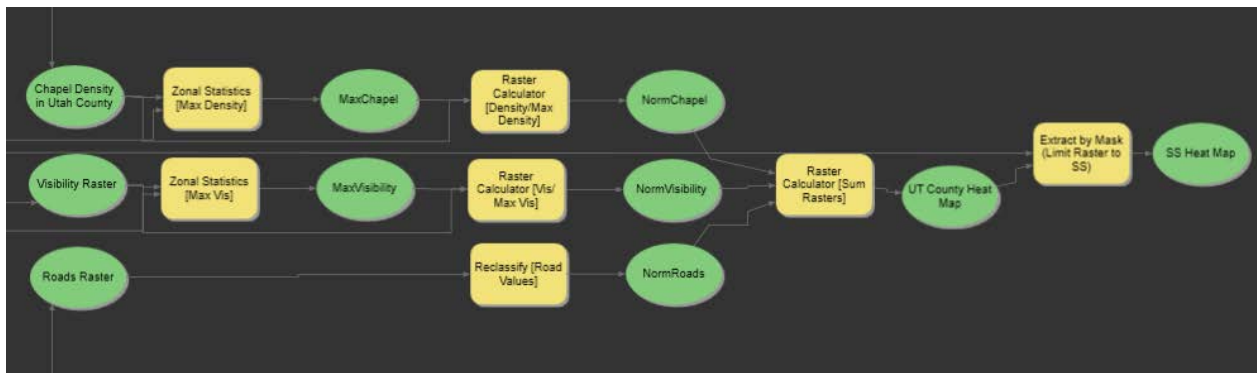 Chapel Density
in Utah County
Zonal Statistics
[Max Density]
MaxChapel
Raster
Calculator
[Density/Max
Density]
NormChapel
Visibility Raster
Zonal Statistics
[Max Vis]
MaxVisibility
Raster
Calculator [Vis/
Max Vis]
NormVisibility
Raster
Calculator [Sum
Rasters]
UT County Heat
Map
Extract by Mask
(Limit Raster to
SS)
SS Heat Map
Roads Raster
Reclassify [Road
Values]
NormRoads